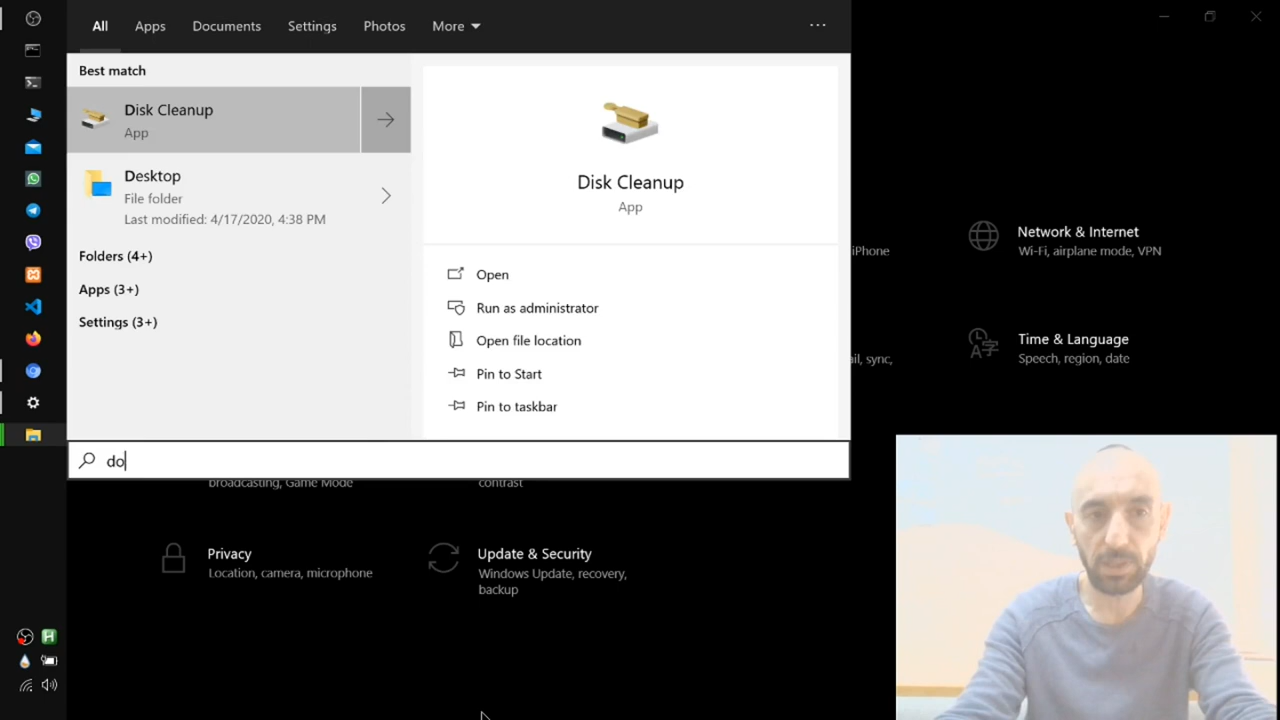 All Apps Documents Settings Photos More ...
Best match
Disk Cleanup
App
Desktop
File folder
Last modified: 4/17/2020, 4:38 PM
Folders (4+)
Apps (3+)
Settings (3+)
Disk Cleanup
App
Open
Run as administrator
Open file location
Pin to Start
Pin to taskbar
do
iPhone
Network & Internet
Wi-Fi, airplane mode, VPN
ail, sync,
Time & Language
Speech, region, date
broadcasting, Game Mode
contrast
Privacy
Location, camera, microphone
Update & Security
Windows Update, recovery,
backup